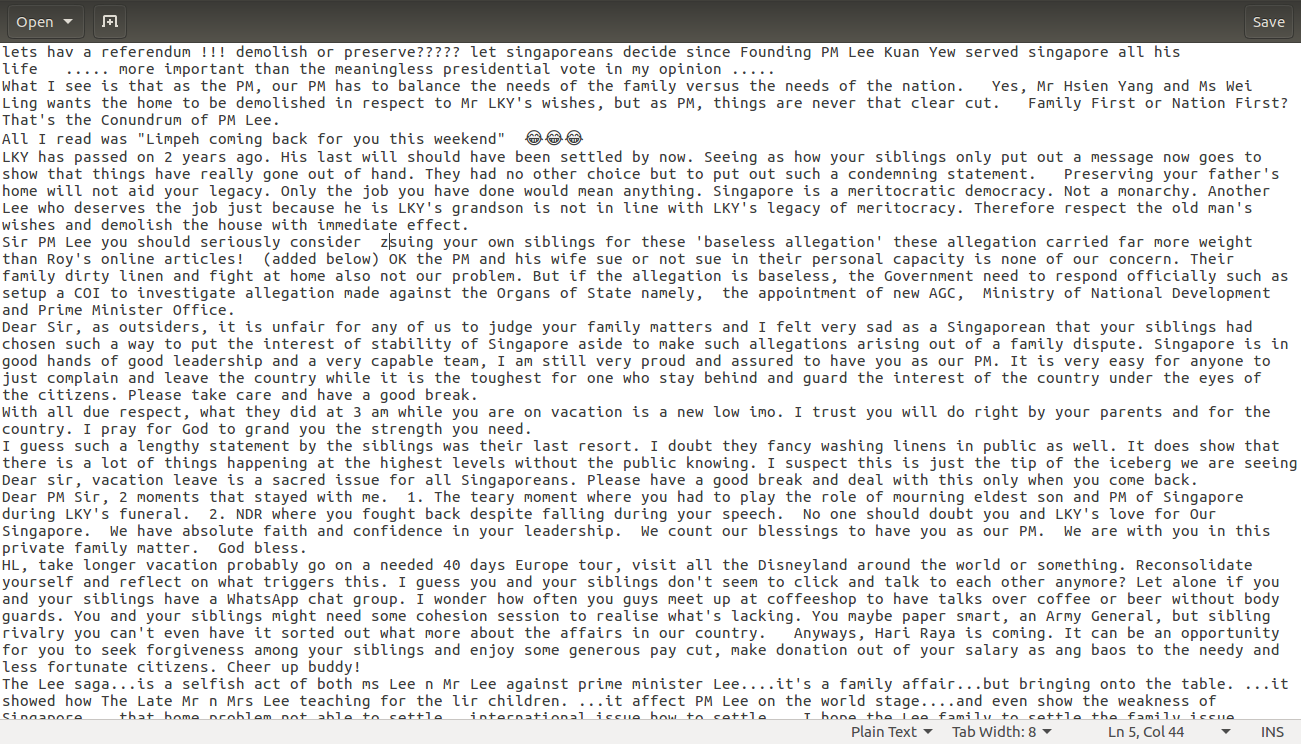 Open
Save
lets hav a referendum !!! demolish or preserve????? let singaporeans decide since Founding PM Lee Kuan Yew served singapore all his
life   ..... more important than the meaningless presidential vote in my opinion .....
What I see is that as the PM, our PM has to balance the needs of the family versus the needs of the nation.   Yes, Mr Hsien Yang and Ms Wei
Ling wants the home to be demolished in respect to Mr LKY's wishes, but as PM, things are never that clear cut.   Family First or Nation First?
That's the Conundrum of PM Lee.
All I read was "Limpeh coming back for you this weekend"  😂😂😂
LKY has passed on 2 years ago. His last will should have been settled by now. Seeing as how your siblings only put out a message now goes to
show that things have really gone out of hand. They had no other choice but to put out such a condemning statement.   Preserving your father's
home will not aid your legacy. Only the job you have done would mean anything. Singapore is a meritocratic democracy. Not a monarchy. Another
Lee who deserves the job just because he is LKY's grandson is not in line with LKY's legacy of meritocracy. Therefore respect the old man's
wishes and demolish the house with immediate effect.
Sir PM Lee you should seriously consider  zsuing your own siblings for these 'baseless allegation' these allegation carried far more weight
than Roy's online articles!  (added below) OK the PM and his wife sue or not sue in their personal capacity is none of our concern. Their
family dirty linen and fight at home also not our problem. But if the allegation is baseless, the Government need to respond officially such as
setup a COI to investigate allegation made against the Organs of State namely,  the appointment of new AGC,  Ministry of National Development
and Prime Minister Office.
Dear Sir, as outsiders, it is unfair for any of us to judge your family matters and I felt very sad as a Singaporean that your siblings had
chosen such a way to put the interest of stability of Singapore aside to make such allegations arising out of a family dispute. Singapore is in
good hands of good leadership and a very capable team, I am still very proud and assured to have you as our PM. It is very easy for anyone to
just complain and leave the country while it is the toughest for one who stay behind and guard the interest of the country under the eyes of
the citizens. Please take care and have a good break.
With all due respect, what they did at 3 am while you are on vacation is a new low imo. I trust you will do right by your parents and for the
country. I pray for God to grand you the strength you need.
I guess such a lengthy statement by the siblings was their last resort. I doubt they fancy washing linens in public as well. It does show that
there is a lot of things happening at the highest levels without the public knowing. I suspect this is just the tip of the iceberg we are seeing
Dear sir, vacation leave is a sacred issue for all Singaporeans. Please have a good break and deal with this only when you come back.
Dear PM Sir, 2 moments that stayed with me.  1. The teary moment where you had to play the role of mourning eldest son and PM of Singapore
during LKY's funeral.  2. NDR where you fought back despite falling during your speech.  No one should doubt you and LKY's love for Our
Singapore.  We have absolute faith and confidence in your leadership.  We count our blessings to have you as our PM.  We are with you in this
private family matter.  God bless.
HL, take longer vacation probably go on a needed 40 days Europe tour, visit all the Disneyland around the world or something. Reconsolidate
yourself and reflect on what triggers this. I guess you and your siblings don't seem to click and talk to each other anymore? Let alone if you
and your siblings have a WhatsApp chat group. I wonder how often you guys meet up at coffeeshop to have talks over coffee or beer without body
guards. You and your siblings might need some cohesion session to realise what's lacking. You maybe paper smart, an Army General, but sibling
rivalry you can't even have it sorted out what more about the affairs in our country.   Anyways, Hari Raya is coming. It can be an opportunity
for you to seek forgiveness among your siblings and enjoy some generous pay cut, make donation out of your salary as ang baos to the needy and
less fortunate citizens. Cheer up buddy!
The Lee saga...is a selfish act of both ms Lee n Mr Lee against prime minister Lee....it's a family affair...but bringing onto the table. ...it
showed how The Late Mr n Mrs Lee teaching for the lir children. ...it affect PM Lee on the world stage....and even show the weakness of
Singapore....that home problem not able to settle...international issue how to settle....I hope the Lee family to settle the family issue
Plain Text
Tab Width: 8
Ln 5, Col 44
INS